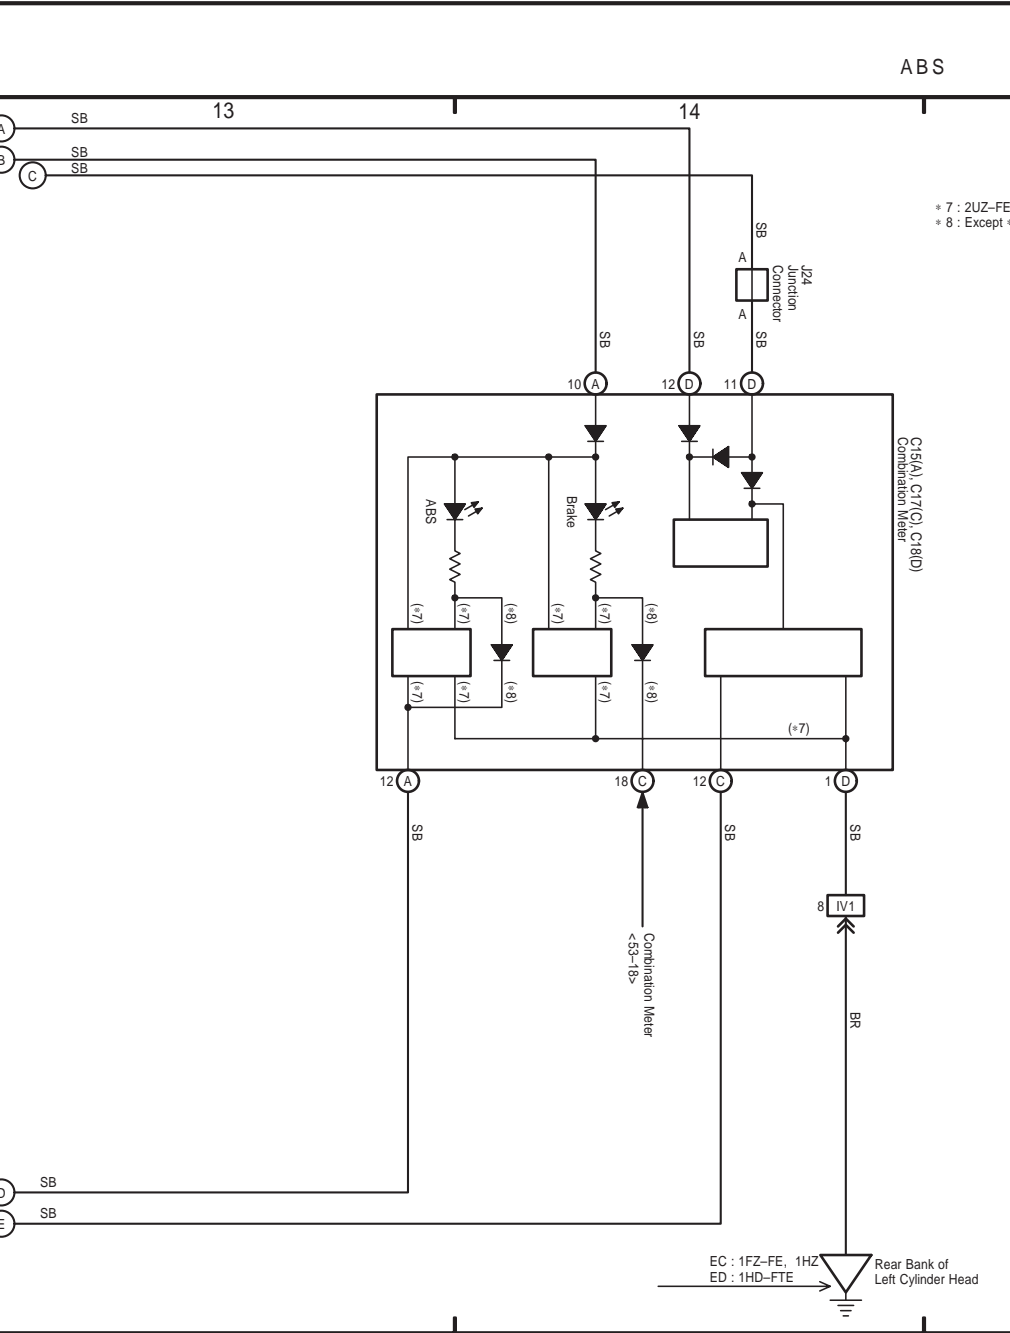 ABS
13
14
SB
SB
C
SB
* 7 : 2UZ–FE
* 8 : Except
SB
A
J24
Junction
Connector
A
SB
SB
SB
10 A
12 D
11 D
C15(A), C17(C), C18(D)
Combination Meter
ABS
Brake
(*7)
(*7)
(*8)
(*7)
(*7)
(*8)
(*7)
(*7)
(*8)
(*7)
(*8)
(*7)
12 A
18 C
12 C
1 D
SB
SB
SB
8 IV1
Combination Meter
<53–18>
BR
SB
SB
EC : 1FZ–FE, 1HZ
ED : 1HD–FTE
Rear Bank of
Left Cylinder Head